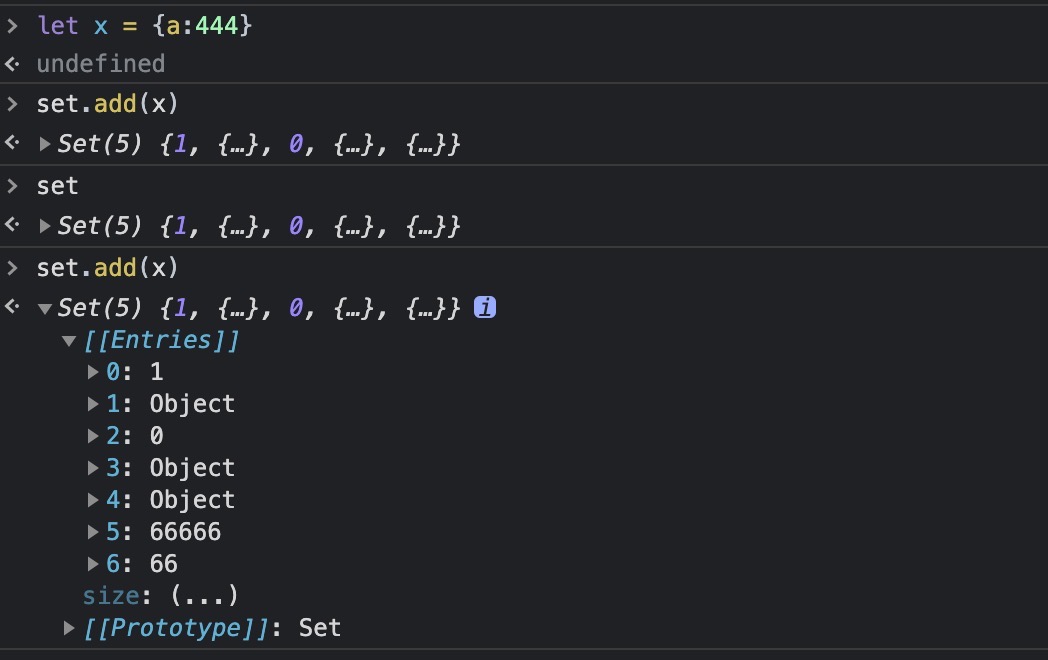 let x = {a:444}
undefined
set.add(x)
Set(5) {1, {…}, 0, {…}, {…}}
set
Set(5) {1, {…}, 0, {…}, {…}}
set.add(x)
Set(5) {1, {…}, 0, {…}, {…}} i
[[Entries]]
0: 1
1: Object
2: 0
3: Object
4: Object
5: 66666
6: 66
size: (...)
[[Prototype]]: Set